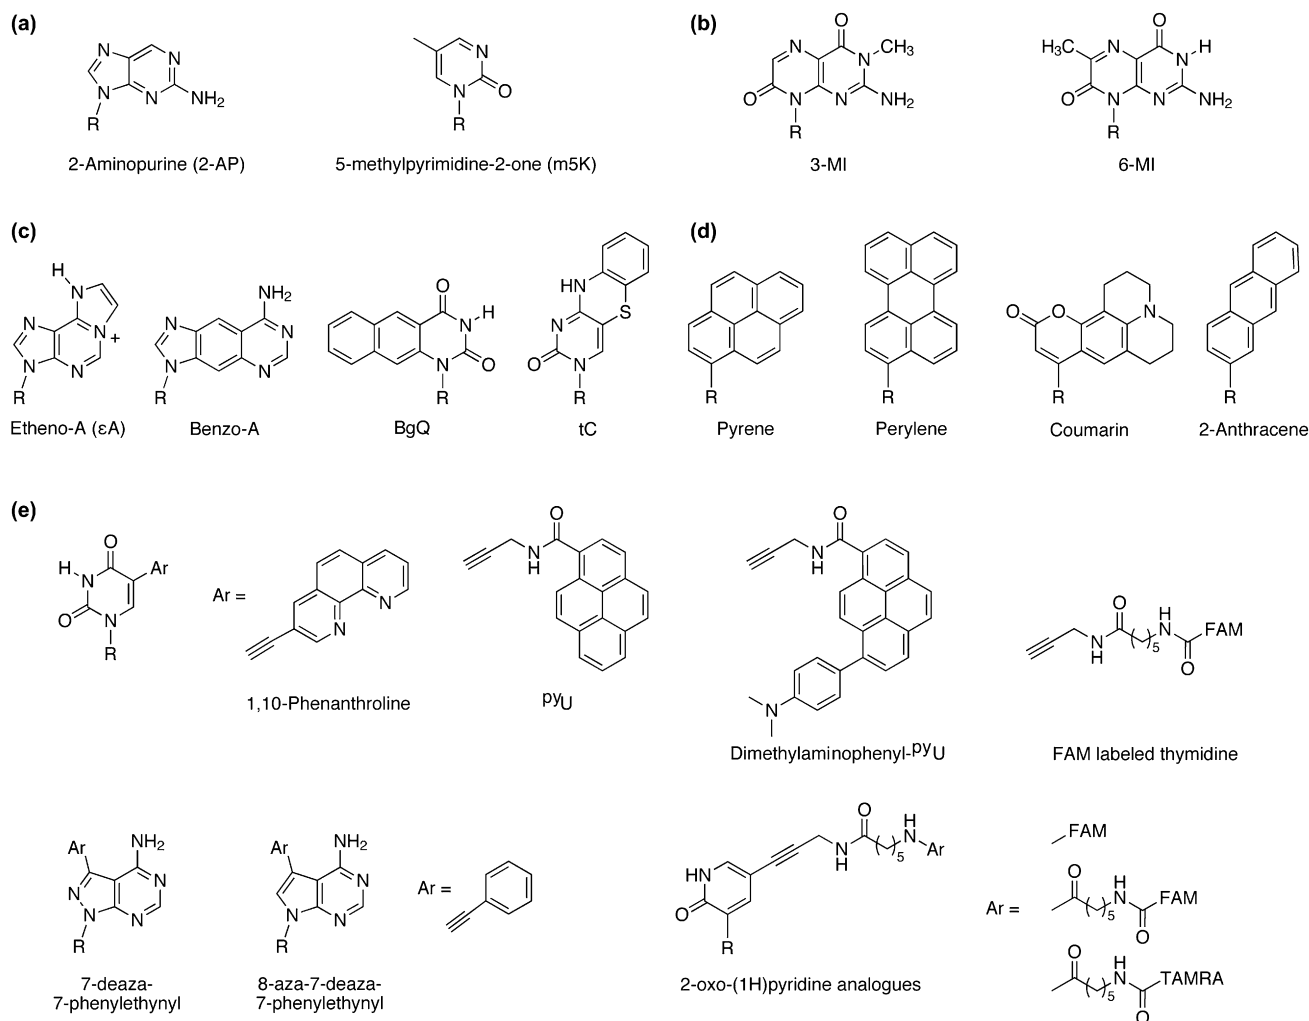 (a)
N
N
N
N
NH2
R
2-Aminopurine (2-AP)
N
N
O
R
5-methylpyrimidine-2-one (m5K)
(b)
O
N
N
CH3
O
N
N
NH2
R
3-MI
O
H3C
N
N
H
O
N
N
NH2
R
6-MI
(c)
H
N
N
N
N
N
+
R
Etheno-A (εA)
NH2
N
N
N
N
R
Benzo-A
O
N
H
N
O
R
BgQ
HN
S
N
O
N
R
tC
(d)
R
Pyrene
R
Perylene
O
O
N
R
Coumarin
R
2-Anthracene
(e)
O
H
N
Ar
O
N
R
Ar =
N
N
1,10-Phenanthroline
O
N
H
pyU
O
N
H
N
Dimethylaminophenyl-pyU
O
N
H
( )5
H
N
FAM
O
FAM labeled thymidine
Ar
NH2
N
N
N
N
R
7-deaza-
7-phenylethynyl
Ar
NH2
N
N
N
R
8-aza-7-deaza-
7-phenylethynyl
Ar =
HN
O
R
O
N
H
( )5
H
N
Ar
2-oxo-(1H)pyridine analogues
Ar =
FAM
O
( )5
H
N
FAM
O
O
( )5
H
N
TAMRA
O